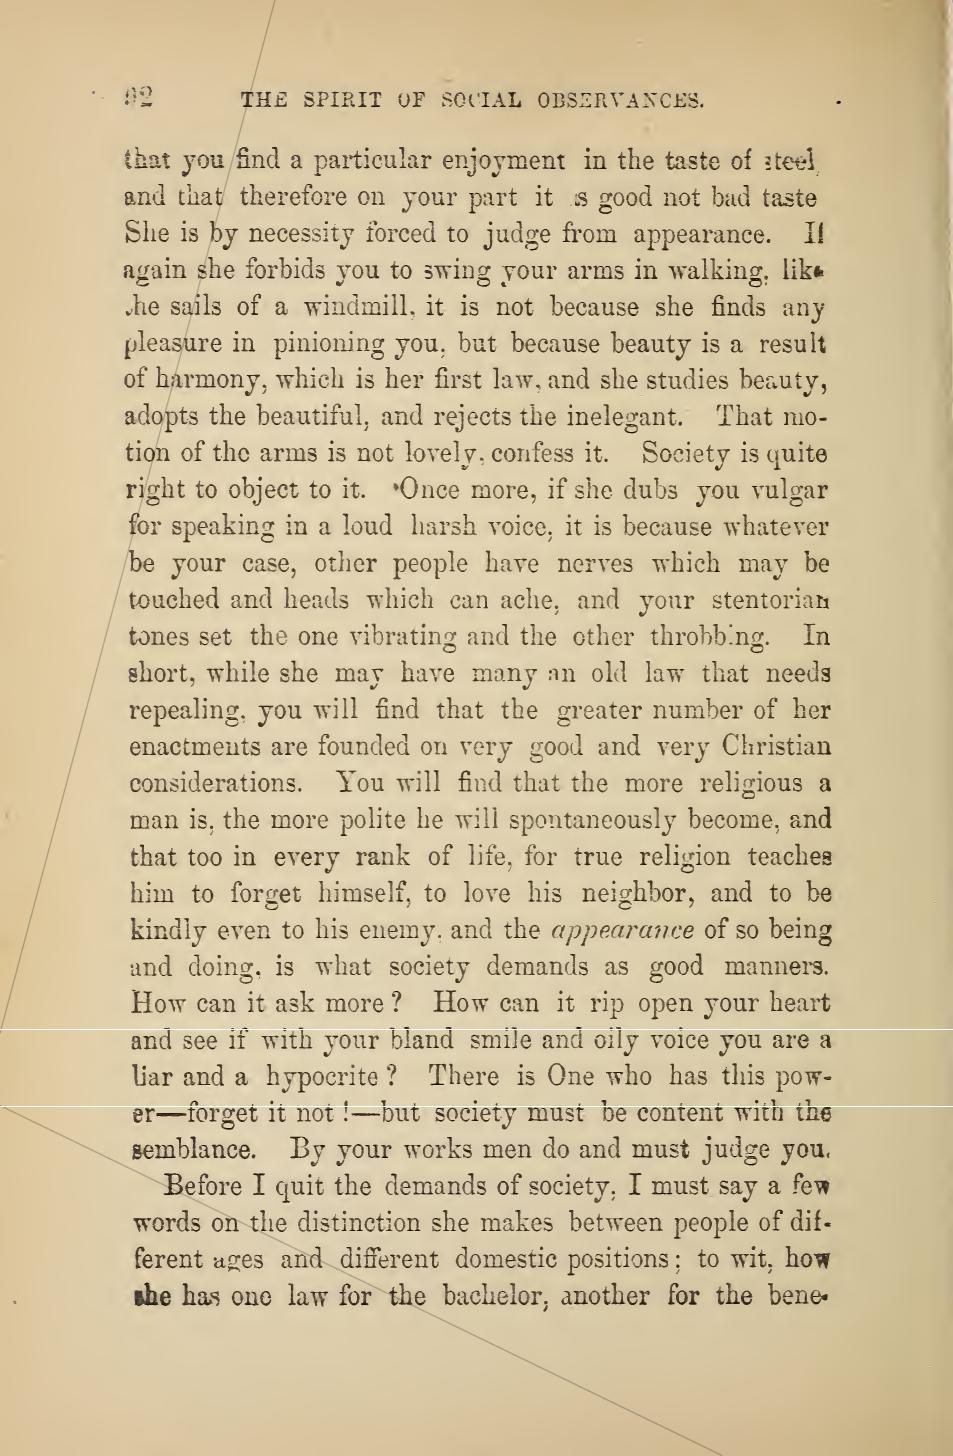 92 THE SPIRIT OF SOCIAL OBSERVANCES.
that you find a particular enjoyment in the taste of steel,
and that therefore on your part it is good not bad taste
She is by necessity forced to judge from appearance. If
again she forbids you to swing your arms in walking, like
the sails of a windmill, it is not because she finds any
pleasure in pinioning you, but because beauty is a result
of harmony, which is her first law, and she studies beauty,
adopts the beautiful, and rejects the inelegant. That mo-
tion of the arms is not lovely, confess it. Society is quite
right to object to it. Once more, if she dubs you vulgar
for speaking in a loud harsh voice, it is because whatever
be your case, other people have nerves which may be
touched and heads which can ache, and your stentorian
tones set the one vibrating and the other throbbing. In
short, while she may have many an old law that needs
repealing, you will find that the greater number of her
enactments are founded on very good and very Christian
considerations. You will find that the more religious a
man is, the more polite he will spontaneously become, and
that too in every rank of life, for true religion teaches
him to forget himself, to love his neighbor, and to be
kindly even to his enemy, and the appearance of so being
and doing, is what society demands as good manners.
How can it ask more? How can it rip open your heart
and see if with your bland smile and oily voice you are a
liar and a hypocrite? There is One who has this pow-
er—forget it not!—but society must be content with the
semblance. By your works men do and must judge you.
Before I quit the demands of society, I must say a few
words on the distinction she makes between people of dif-
ferent ages and different domestic positions; to wit, how
she has one law for the bachelor, another for the bene-